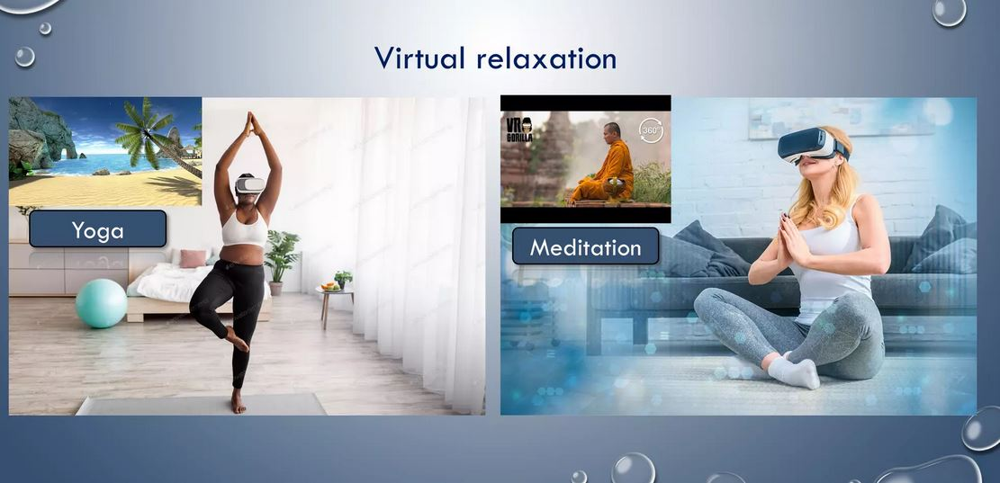 Virtual relaxation
Yoga
VR
GORILLA
360°
Meditation